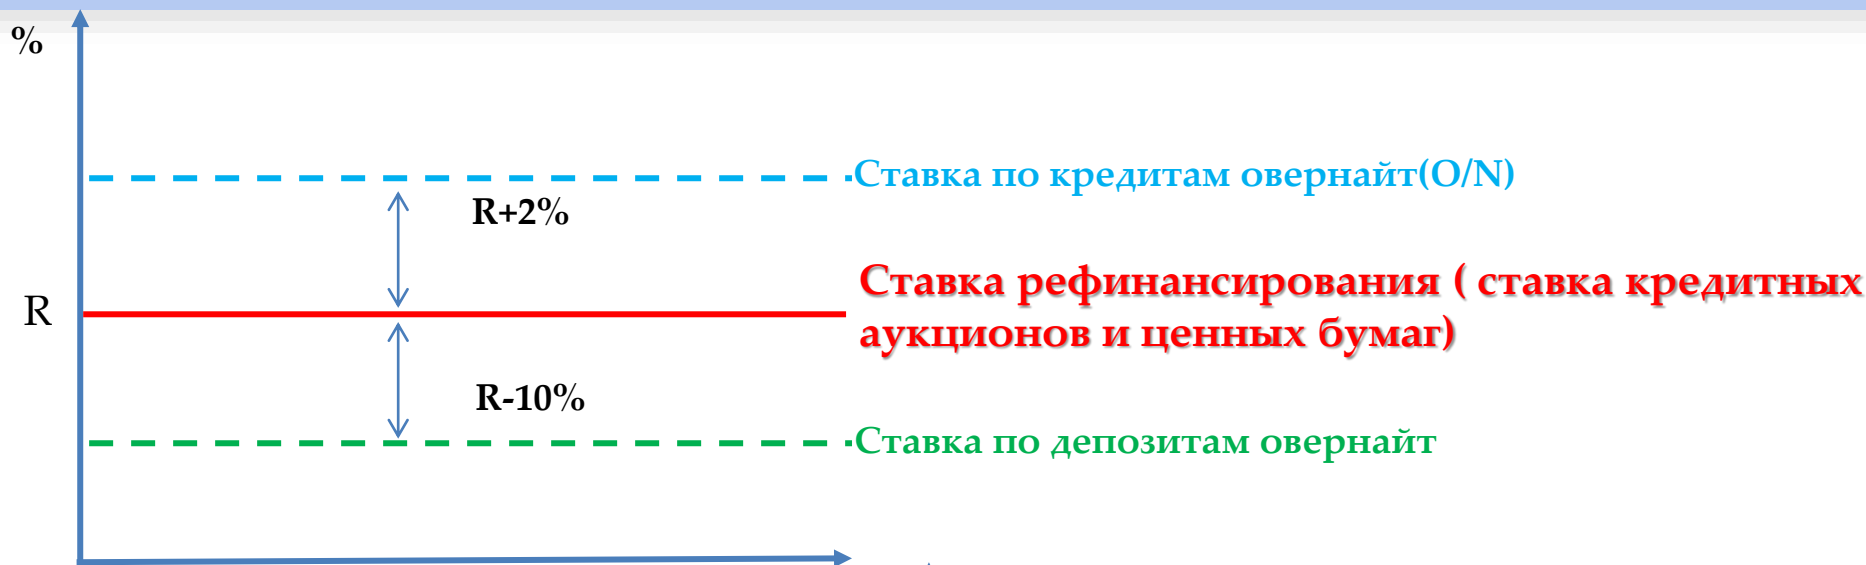 %
Ставка по кредитам овернайт(O/N)
R+2%
Ставка рефинансирования ( ставка кредитных
аукционов и ценных бумаг)
R
R-10%
Ставка по депозитам овернайт